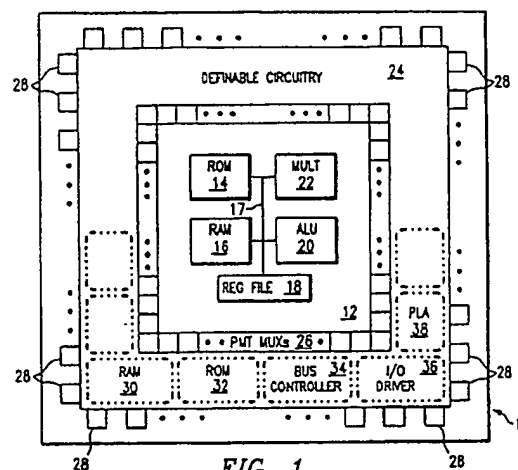 28
DEFINABLE CIRCUITRY
24
28
ROM
14
MULT
22
17
RAM
16
ALU
20
REG FILE 18
12
PMT MUXs 26
PLA
38
28
RAM
30
ROM
32
BUS 34
CONTROLLER
I/O 36
DRIVER
28
28
28
FIG. 1